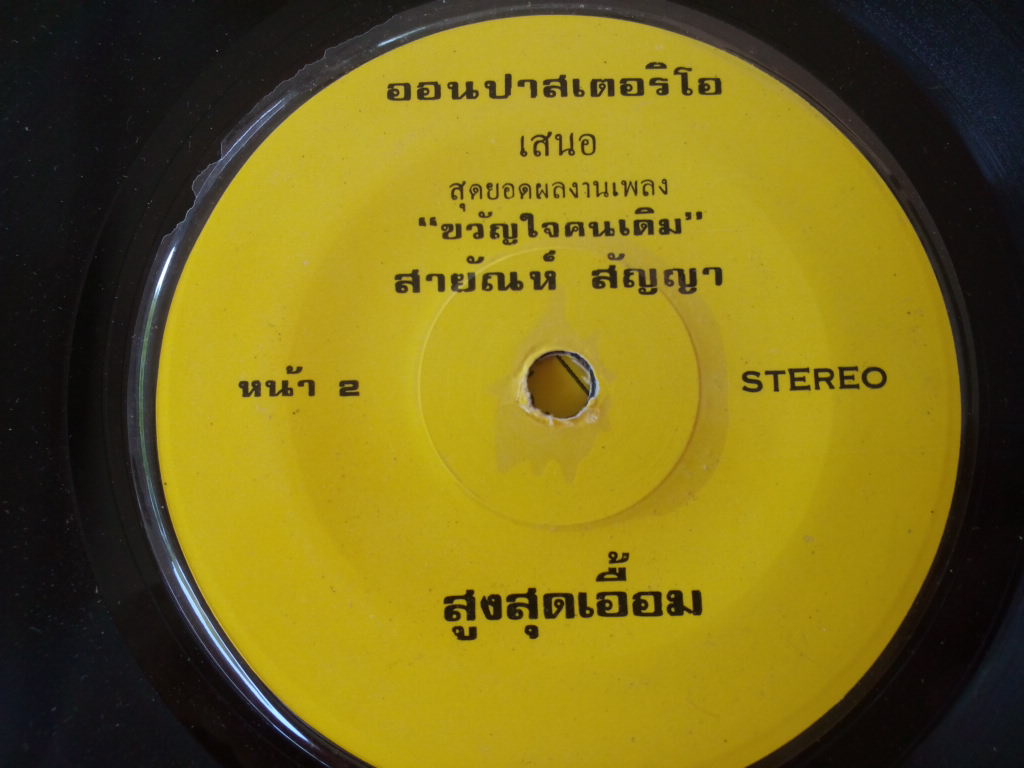 ออนปาสเตอริโอ
เสนอ
สุดยอดผลงานเพลง
“ขวัญใจคนเดิม”
สายัณห์ สัญญา
หน้า 2
STEREO
สูงสุดเอื้อม